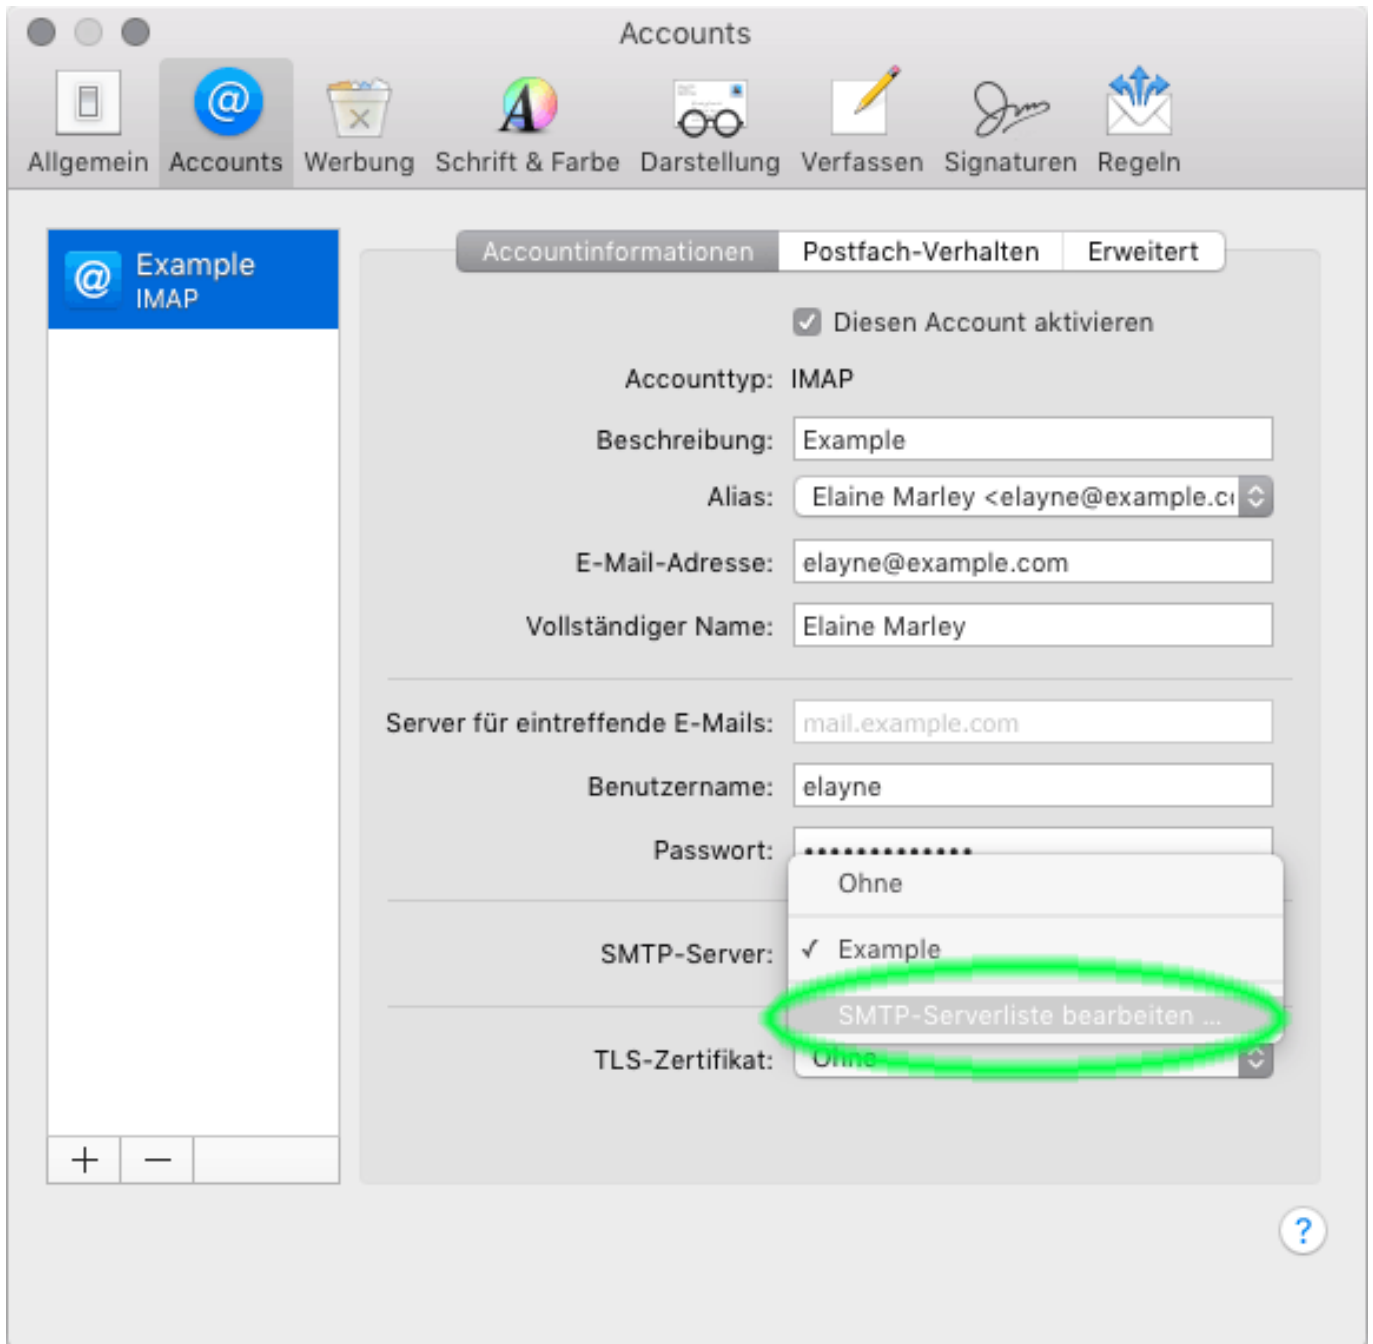 Accounts
Allgemein Accounts Werbung Schrift & Farbe Darstellung Verfassen Signaturen Regeln
Example
IMAP
Accountinformationen Postfach-Verhalten Erweitert
Diesen Account aktivieren
Accounttyp: IMAP
Beschreibung: Example
Alias: Elaine Marley <elayne@example.c
E-Mail-Adresse: elayne@example.com
Vollständiger Name: Elaine Marley
Server für eintreffende E-Mails: mail.example.com
Benutzername: elayne
Passwort: •••••••••••••
Ohne
SMTP-Server: ✓ Example
SMTP-Serverliste bearbeiten ...
TLS-Zertifikat: Ohne
+ −
?